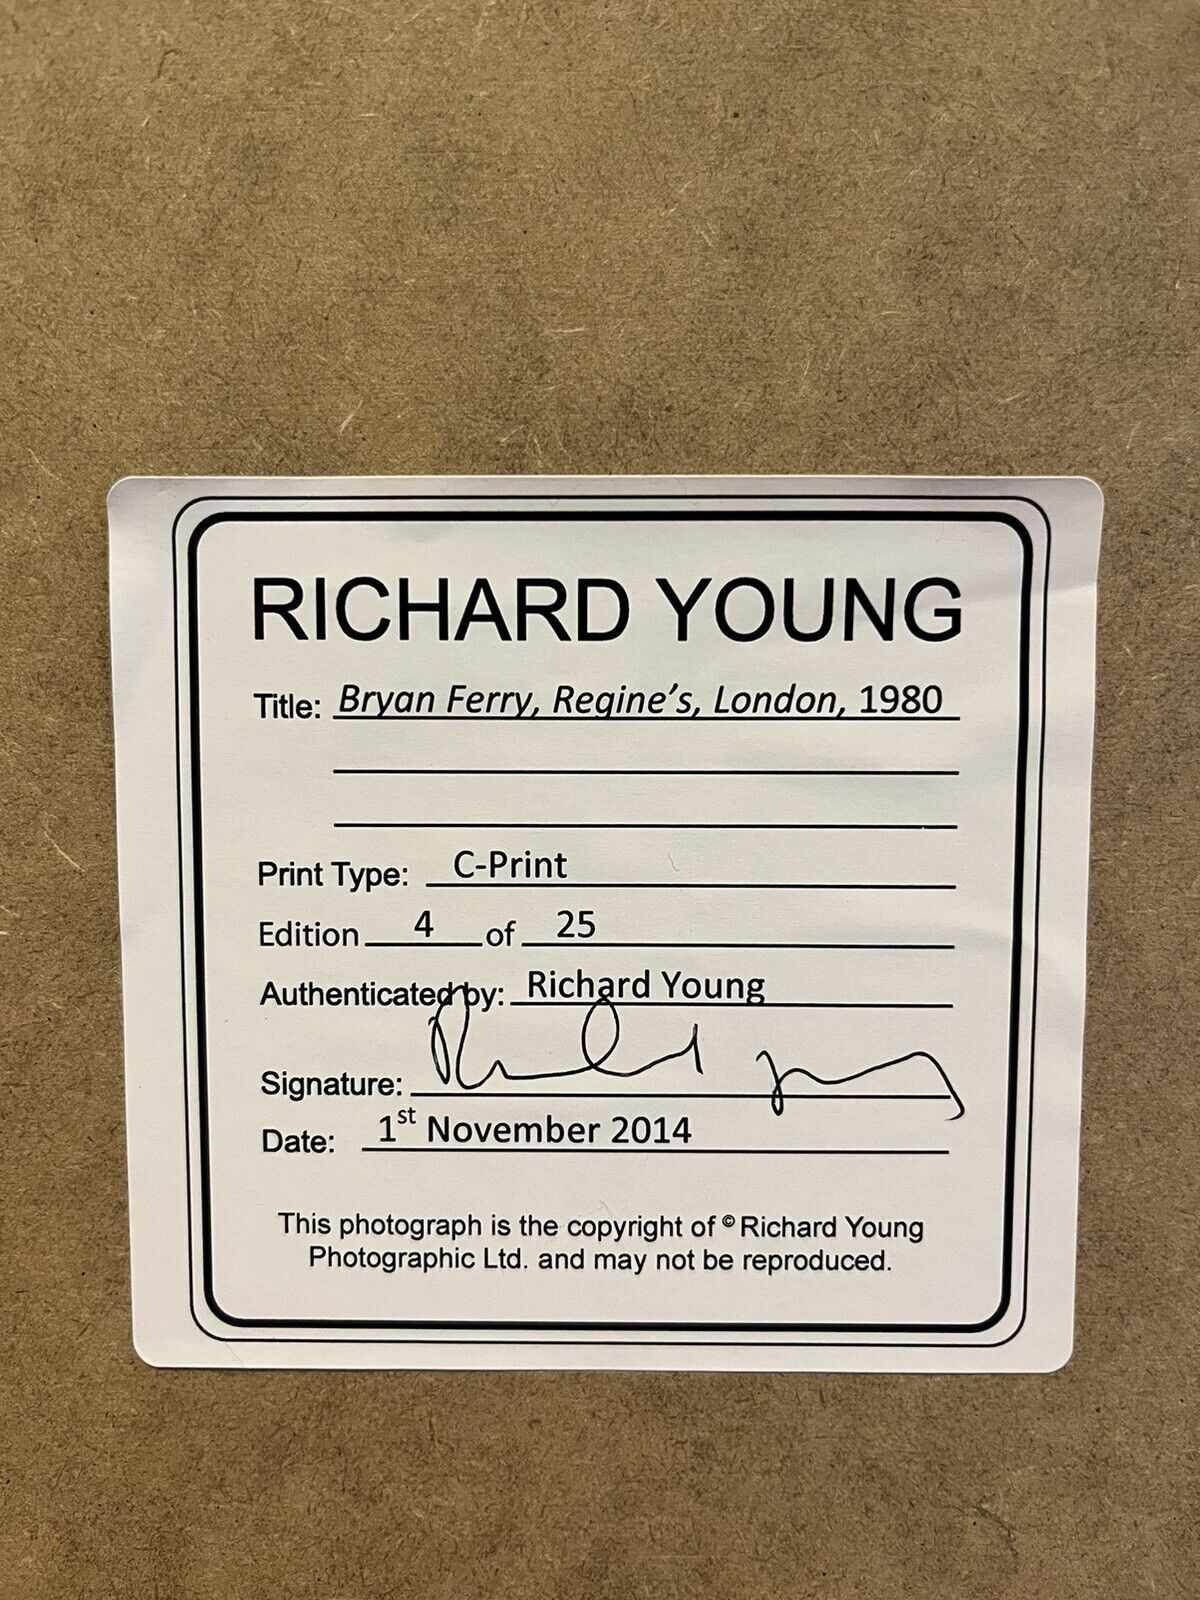 RICHARD YOUNG
Title: Bryan Ferry, Regine's, London, 1980
Print Type: C-Print
Edition 4 of 25
Authenticated by: Richard Young
Signature: Richard Young
Date: 1st November 2014
This photograph is the copyright of © Richard Young
Photographic Ltd. and may not be reproduced.